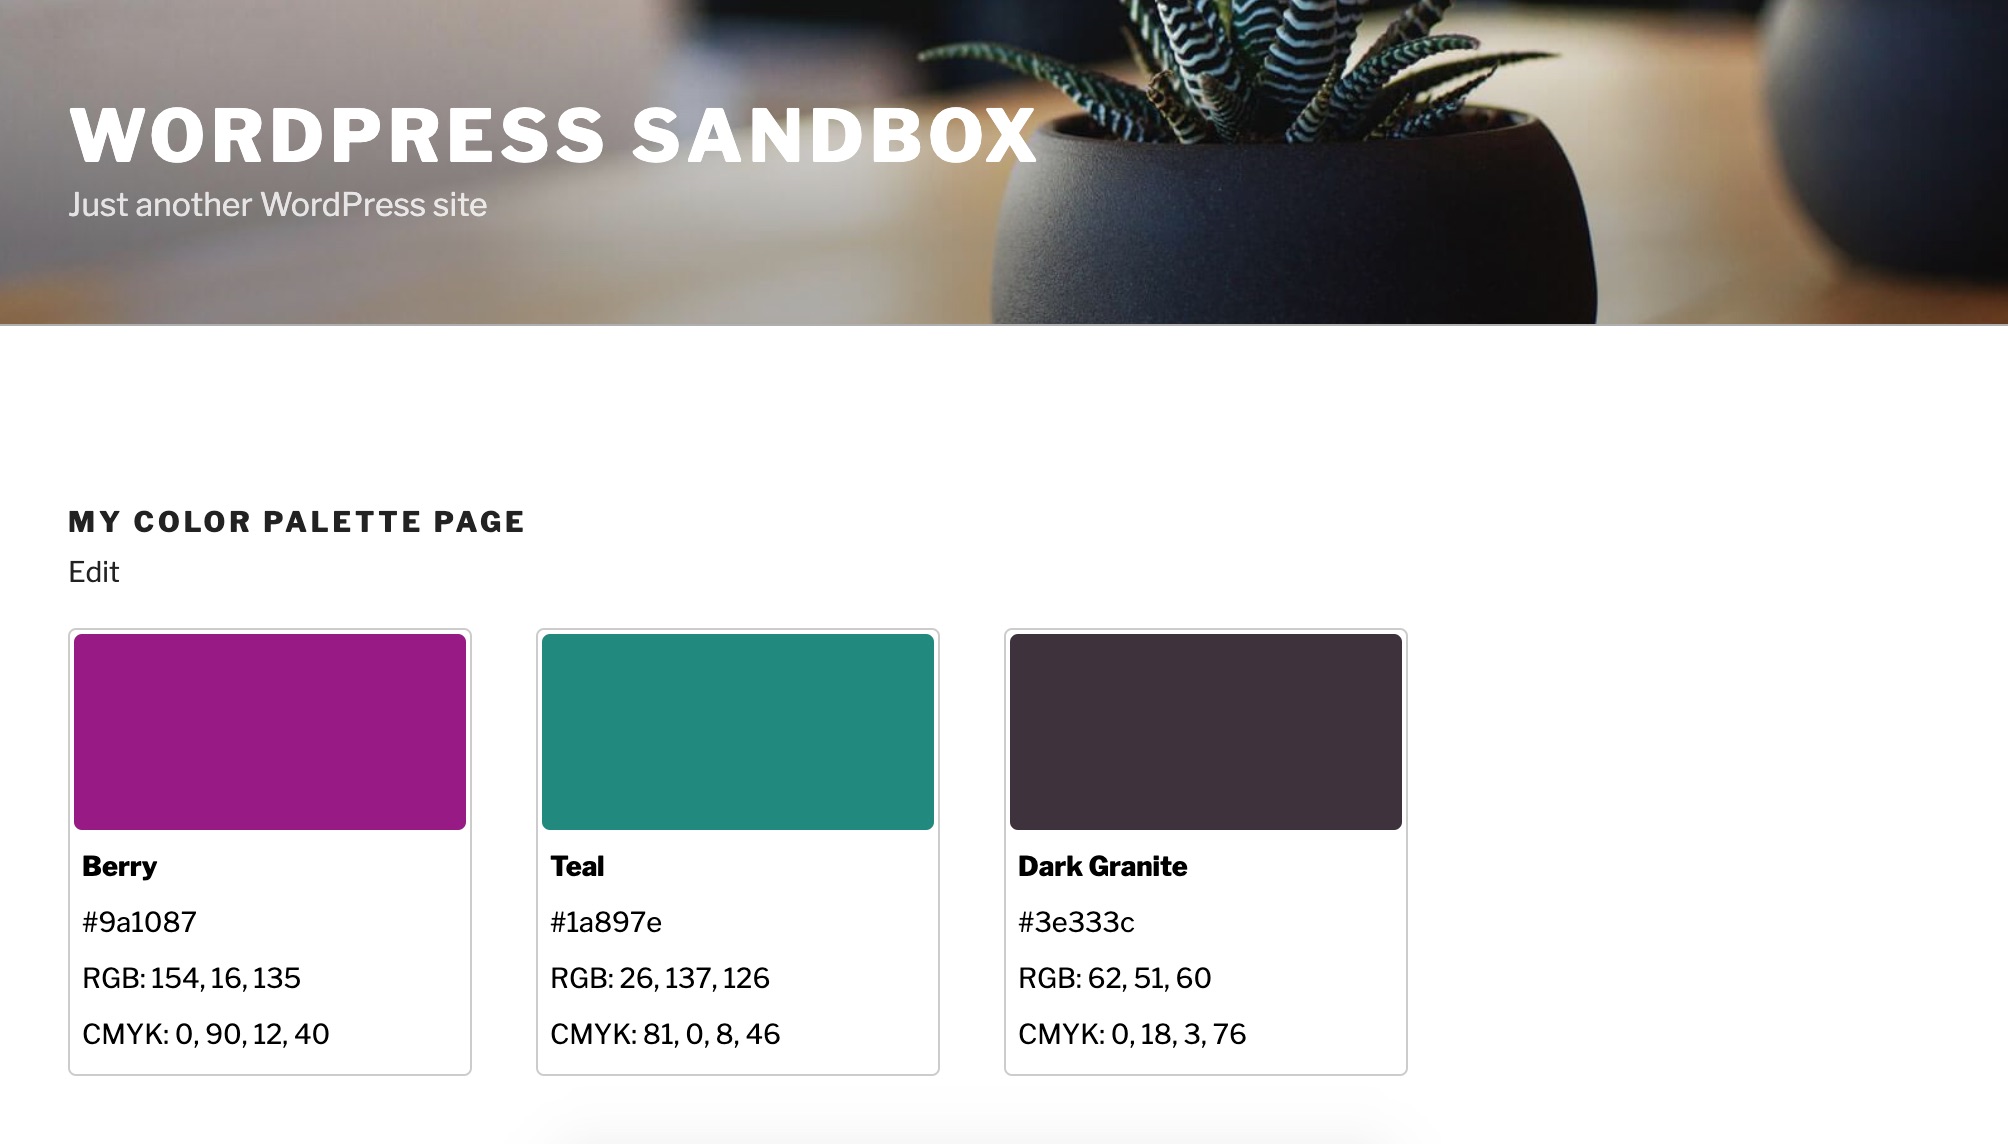 WORDPRESS SANDBOX
Just another WordPress site
MY COLOR PALETTE PAGE
Edit
Berry
#9a1087
RGB: 154, 16, 135
CMYK: 0, 90, 12, 40
Teal
#1a897e
RGB: 26, 137, 126
CMYK: 81, 0, 8, 46
Dark Granite
#3e333c
RGB: 62, 51, 60
CMYK: 0, 18, 3, 76